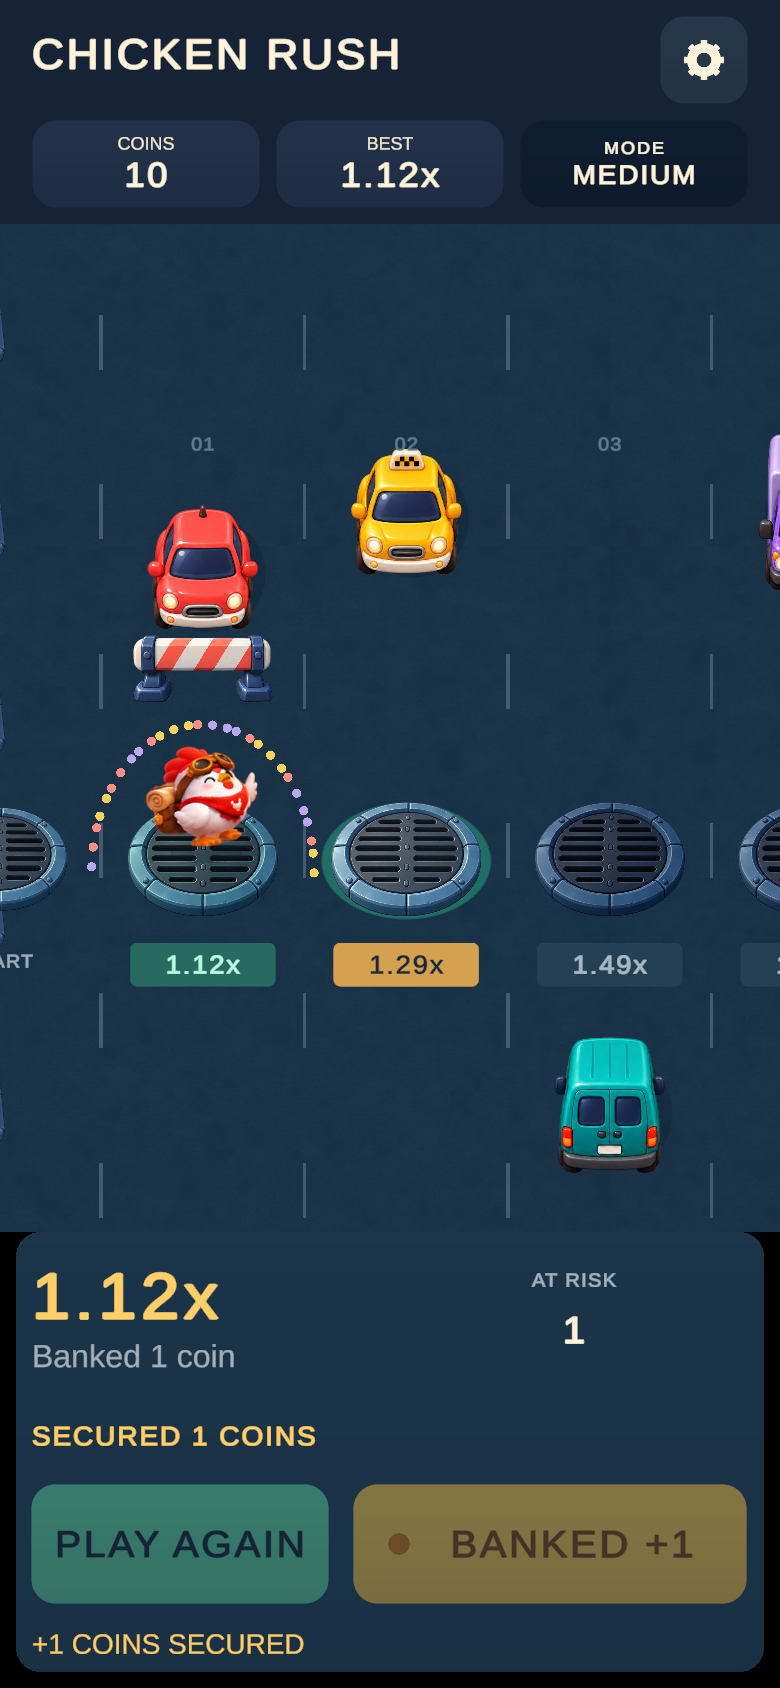 CHICKEN RUSH
COINS
10
BEST
1.12x
MODE
MEDIUM
01
02
03
ART
1.12x
1.29x
1.49x
1.12x
Banked 1 coin
AT RISK
1
SECURED 1 COINS
PLAY AGAIN
BANKED +1
+1 COINS SECURED